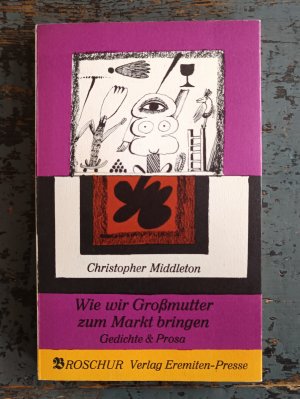 Christopher Middleton
Wie wir Großmutter
zum Markt bringen
Gedichte & Prosa
BROSCHUR Verlag Eremiten-Presse